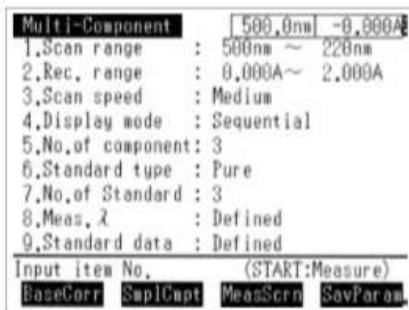 Multi-Component 500.0nm -0.000A
1.Scan range : 500nm ~ 220nm
2.Rec. range : 0.000A~ 2.000A
3.Scan speed : Medium
4.Display mode : Sequential
5.No.of component: 3
6.Standard type : Pure
7.No.of Standard : 3
8.Meas.λ : Defined
9.Standard data : Defined
Input item No. (START:Measure)
BaseCorr SmplCmpt MeasScrn SavParam